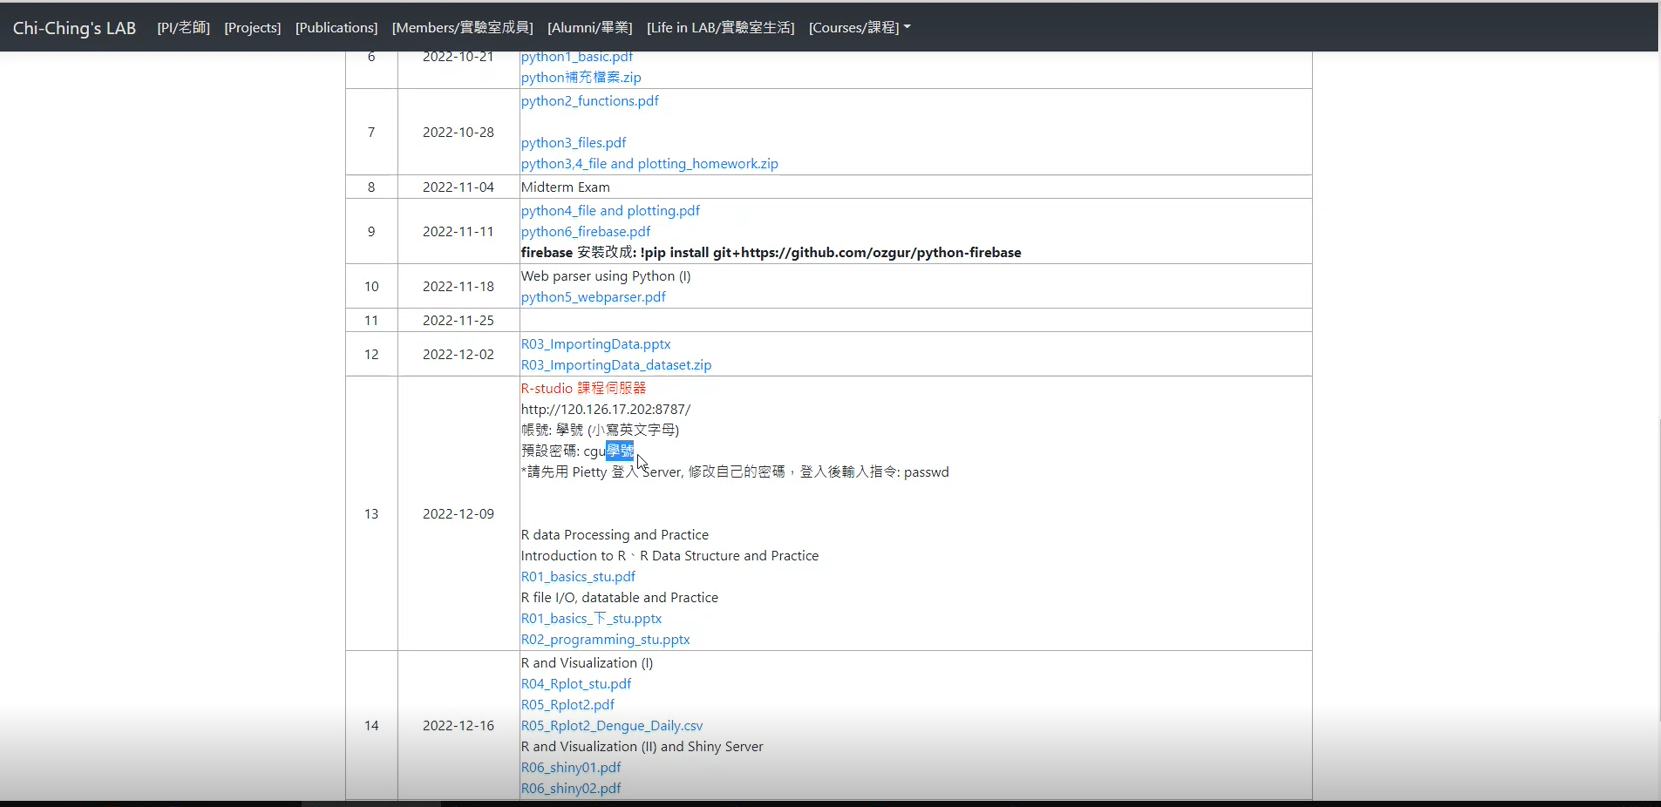 Chi-Ching's LAB [PI/老師] [Projects] [Publications] [Members/實驗室成員] [Alumni/畢業] [Life in LAB/實驗室生活] [Courses/課程]
6 2022-10-21 python1_basic.pdf
python補充檔案.zip
python2_functions.pdf
7 2022-10-28
python3_files.pdf
python3,4_file and plotting_homework.zip
8 2022-11-04 Midterm Exam
python4_file and plotting.pdf
9 2022-11-11 python6_firebase.pdf
firebase 安裝改成: !pip install git+https://github.com/ozgur/python-firebase
Web parser using Python (I)
10 2022-11-18
python5_webparser.pdf
11 2022-11-25
R03_ImportingData.pptx
12 2022-12-02
R03_ImportingData_dataset.zip
R-studio 課程伺服器
http://120.126.17.202:8787/
帳號: 學號 (小寫英文字母)
預設密碼: cgu學號
*請先用 Pietty 登入 Server, 修改自己的密碼，登入後輸入指令: passwd
13 2022-12-09
R data Processing and Practice
Introduction to R、R Data Structure and Practice
R01_basics_stu.pdf
R file I/O, datatable and Practice
R01_basics_下_stu.pptx
R02_programming_stu.pptx
R and Visualization (I)
R04_Rplot_stu.pdf
R05_Rplot2.pdf
14 2022-12-16 R05_Rplot2_Dengue_Daily.csv
R and Visualization (II) and Shiny Server
R06_shiny01.pdf
R06_shiny02.pdf